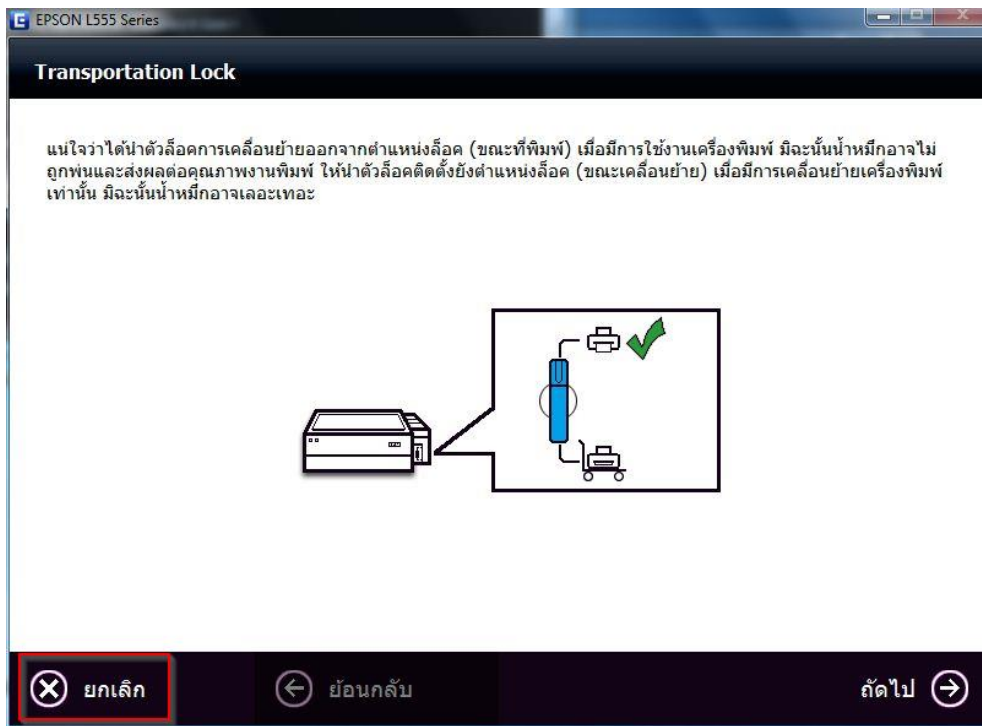 EPSON L555 Series
Transportation Lock
แน่ใจว่าได้นำตัวล็อคการเคลื่อนย้ายออกจากตำแหน่งล็อค (ขณะที่พิมพ์) เมื่อมีการใช้งานเครื่องพิมพ์ มิฉะนั้นน้ำหมึกอาจไม่
ถูกพ่นและส่งผลต่อคุณภาพงานพิมพ์ ให้นำตัวล็อคติดตั้งยังตำแหน่งล็อค (ขณะเคลื่อนย้าย) เมื่อมีการเคลื่อนย้ายเครื่องพิมพ์
เท่านั้น มิฉะนั้นน้ำหมึกอาจเลอะเทอะ
ยกเลิก
ย้อนกลับ
ถัดไป